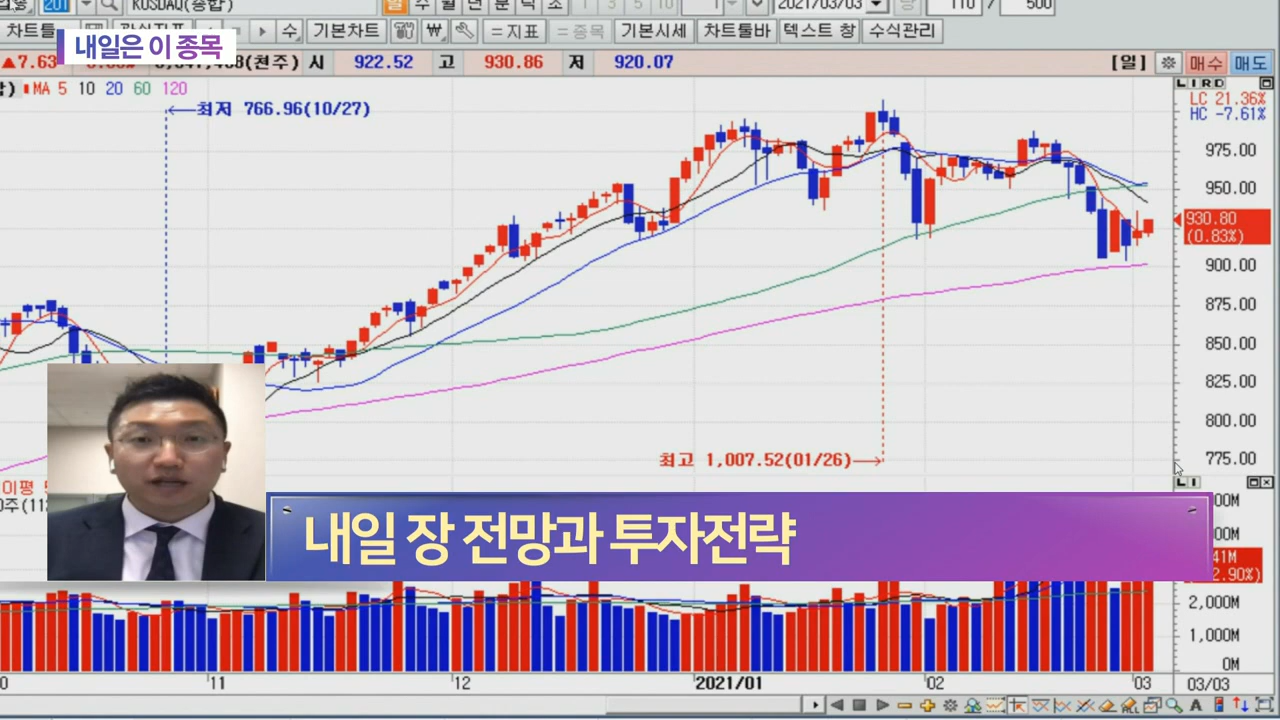 201 KOSDAQ(종합) 2021/03/03 110 / 500
차트틀 수 기본차트 ₩ =지표 =종목 기본시세 차트툴바 텍스트 창 수식관리
내일은 이 종목
▲7.63 (천주) 시 922.52 고 930.86 저 920.07 [일] 매수 매도
MA 5 10 20 60 120
←최저 766.96(10/27)
LC 21.36%
HC -7.61%
975.00
950.00
930.80
(0.83%)
900.00
875.00
850.00
825.00
800.00
775.00
최고 1,007.52(01/26)→
내일 장 전망과 투자전략
2,000M
1,000M
0M
11 12 2021/01 02 03 03/03